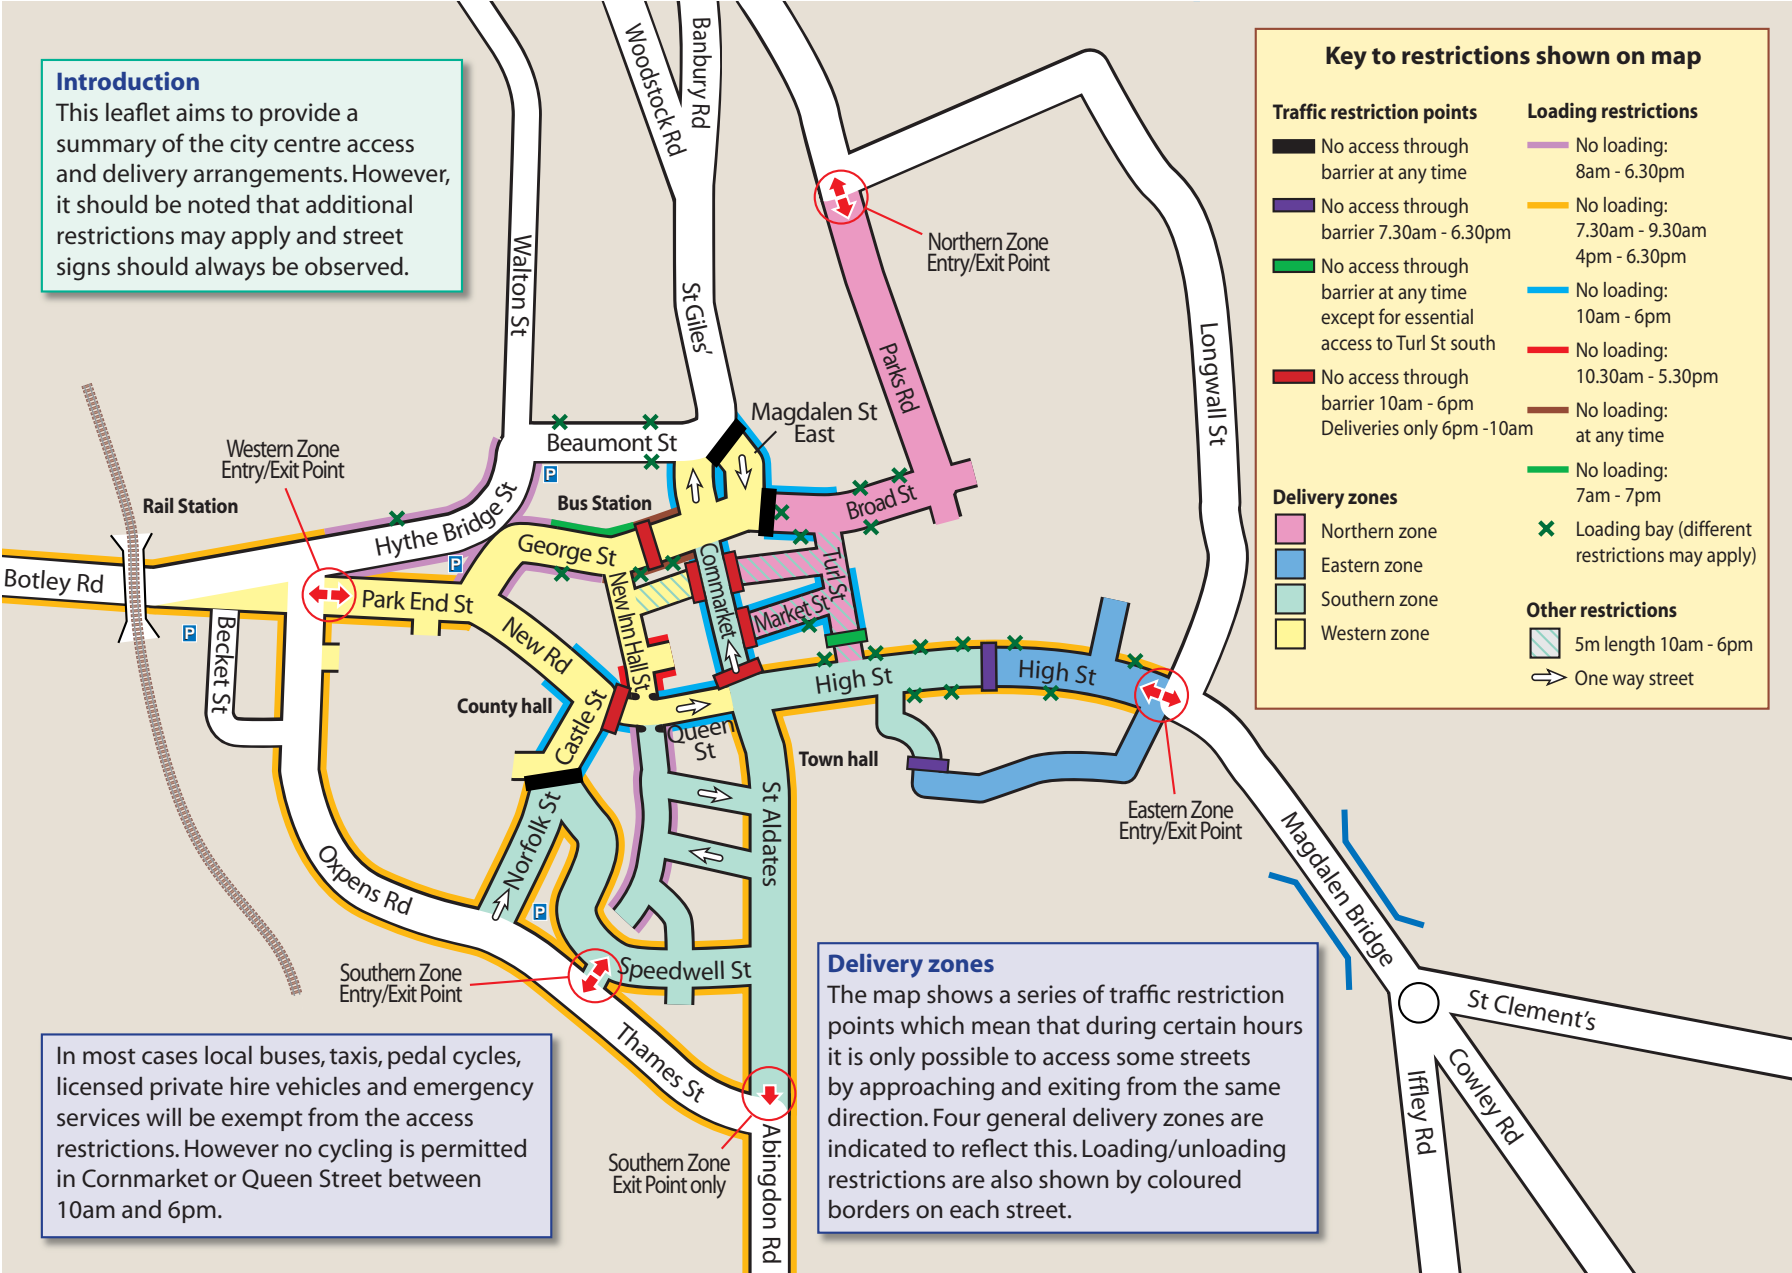 Introduction
This leaflet aims to provide a
summary of the city centre access
and delivery arrangements. However,
it should be noted that additional
restrictions may apply and street
signs should always be observed.
Woodstock Rd
Banbury Rd
Walton St
St Giles'
Northern Zone
Entry/Exit Point
Parks Rd
Longwall St
Magdalen St
East
Beaumont St
Western Zone
Entry/Exit Point
Rail Station
P
Bus Station
Hythe Bridge St
George St
Broad St
Botley Rd
P
Park End St
P
Becket St
New Rd
New Inn Hall St
Cornmarket
Turl St
Market St
High St
High St
County hall
Castle St
Queen
St
Town hall
St Aldates
Norfolk St
Oxpens Rd
P
Eastern Zone
Entry/Exit Point
Magdalen Bridge
Southern Zone
Entry/Exit Point
Speedwell St
Thames St
Southern Zone
Exit Point only
Abingdon Rd
St Clement's
Cowley Rd
Iffley Rd
In most cases local buses, taxis, pedal cycles,
licensed private hire vehicles and emergency
services will be exempt from the access
restrictions. However no cycling is permitted
in Cornmarket or Queen Street between
10am and 6pm.
Delivery zones
The map shows a series of traffic restriction
points which mean that during certain hours
it is only possible to access some streets
by approaching and exiting from the same
direction. Four general delivery zones are
indicated to reflect this. Loading/unloading
restrictions are also shown by coloured
borders on each street.
Key to restrictions shown on map
Traffic restriction points
No access through
barrier at any time
No access through
barrier 7.30am - 6.30pm
No access through
barrier at any time
except for essential
access to Turl St south
No access through
barrier 10am - 6pm
Deliveries only 6pm -10am
Delivery zones
Northern zone
Eastern zone
Southern zone
Western zone
Loading restrictions
No loading:
8am - 6.30pm
No loading:
7.30am - 9.30am
4pm - 6.30pm
No loading:
10am - 6pm
No loading:
10.30am - 5.30pm
No loading:
at any time
No loading:
7am - 7pm
Loading bay (different
restrictions may apply)
Other restrictions
5m length 10am - 6pm
One way street